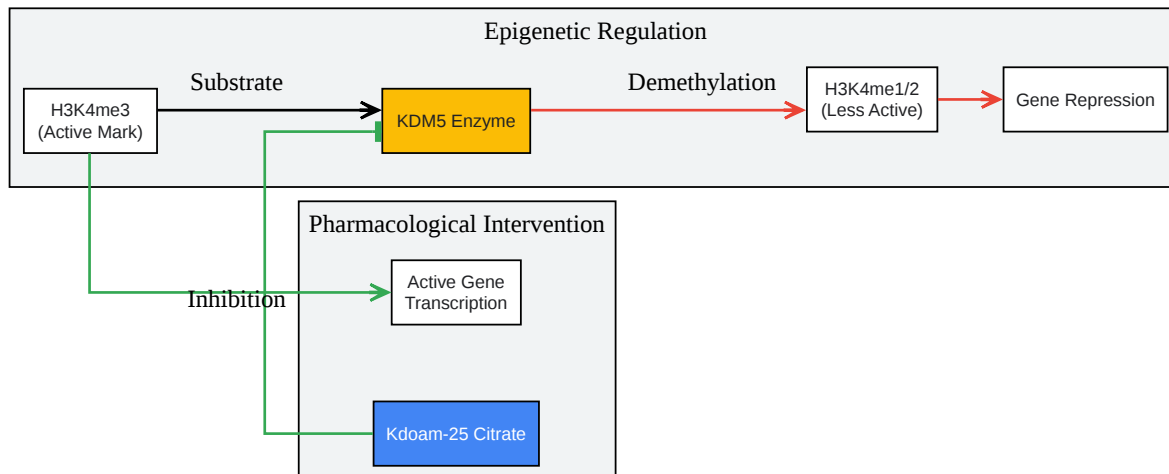 Epigenetic Regulation
Substrate
Demethylation
H3K4me3
(Active Mark)
KDM5 Enzyme
H3K4me1/2
(Less Active)
Gene Repression
Pharmacological Intervention
Active Gene
Transcription
Inhibition
Kdoam-25 Citrate